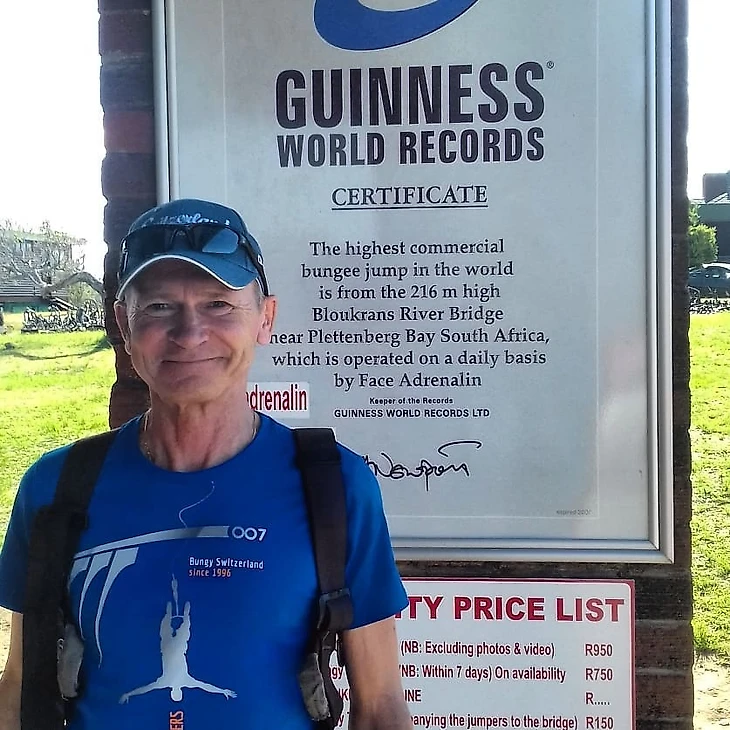 GUINNESS®
WORLD RECORDS
CERTIFICATE
The highest commercial
bungee jump in the world
is from the 216 m high
Bloukrans River Bridge
near Plettenberg Bay South Africa,
which is operated on a daily basis
by Face Adrenalin
Keeper of the Records
GUINNESS WORLD RECORDS LTD
drenalin
007
Bungy Switzerland
since 1996
ERS
TY PRICE LIST
(NB: Excluding photos & video) R950
(NB: Within 7 days) On availability R750
INE R.....
panying the jumpers to the bridge) R150